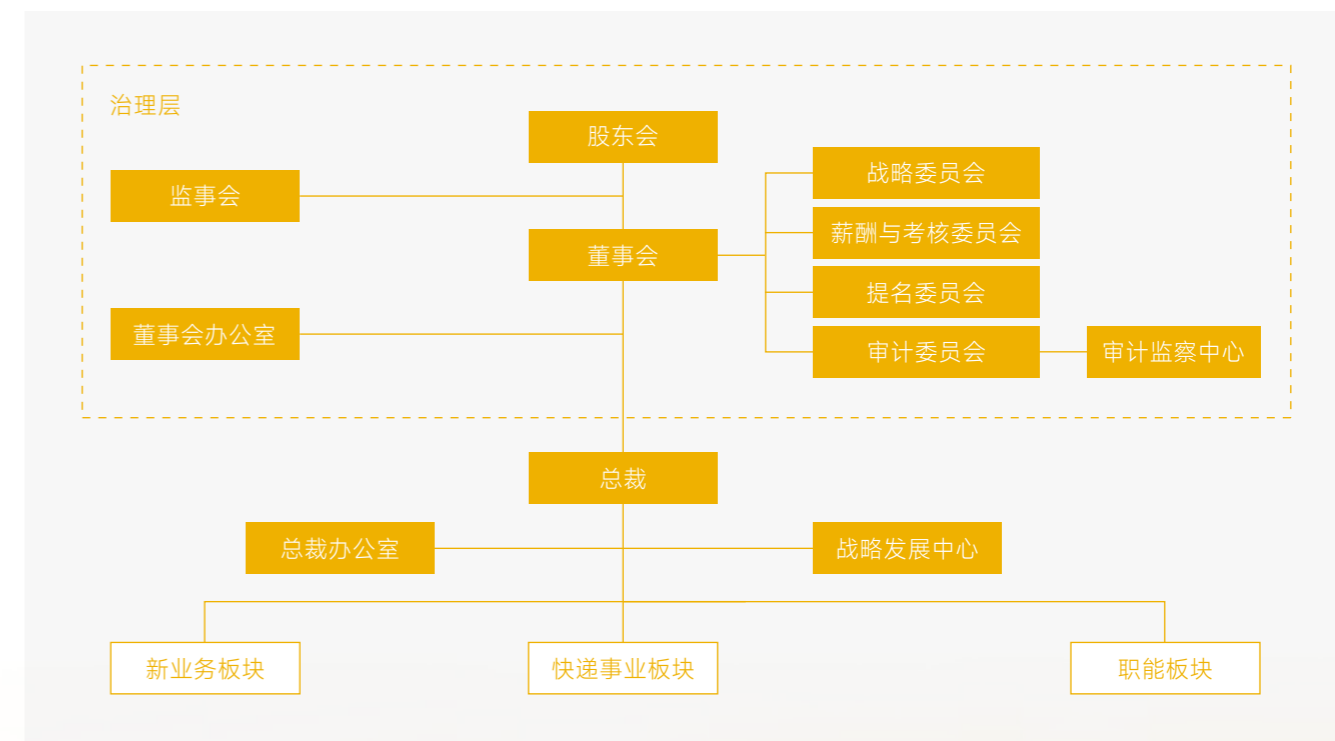 治理层
股东会
监事会
董事会
战略委员会
薪酬与考核委员会
提名委员会
审计委员会
审计监察中心
董事会办公室
总裁
总裁办公室
战略发展中心
新业务板块
快递事业板块
职能板块